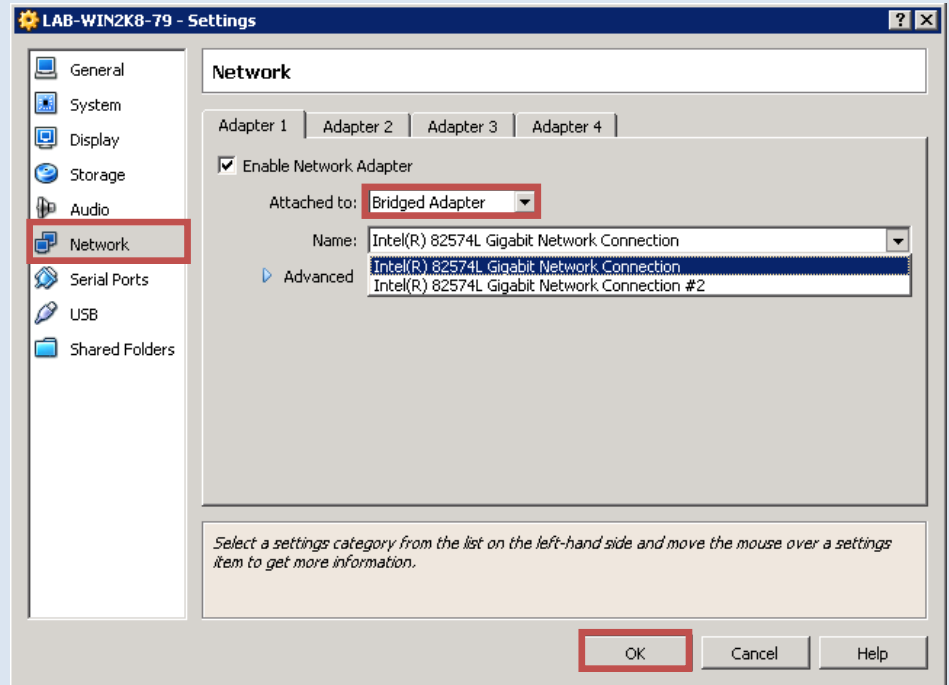 LAB-WIN2K8-79 - Settings
General
System
Display
Storage
Audio
Network
Serial Ports
USB
Shared Folders
Network
Adapter 1 Adapter 2 Adapter 3 Adapter 4
Enable Network Adapter
Attached to: Bridged Adapter
Name: Intel(R) 82574L Gigabit Network Connection
Intel(R) 82574L Gigabit Network Connection
Advanced
Intel(R) 82574L Gigabit Network Connection #2
Select a settings category from the list on the left-hand side and move the mouse over a settings
item to get more information.
OK Cancel Help